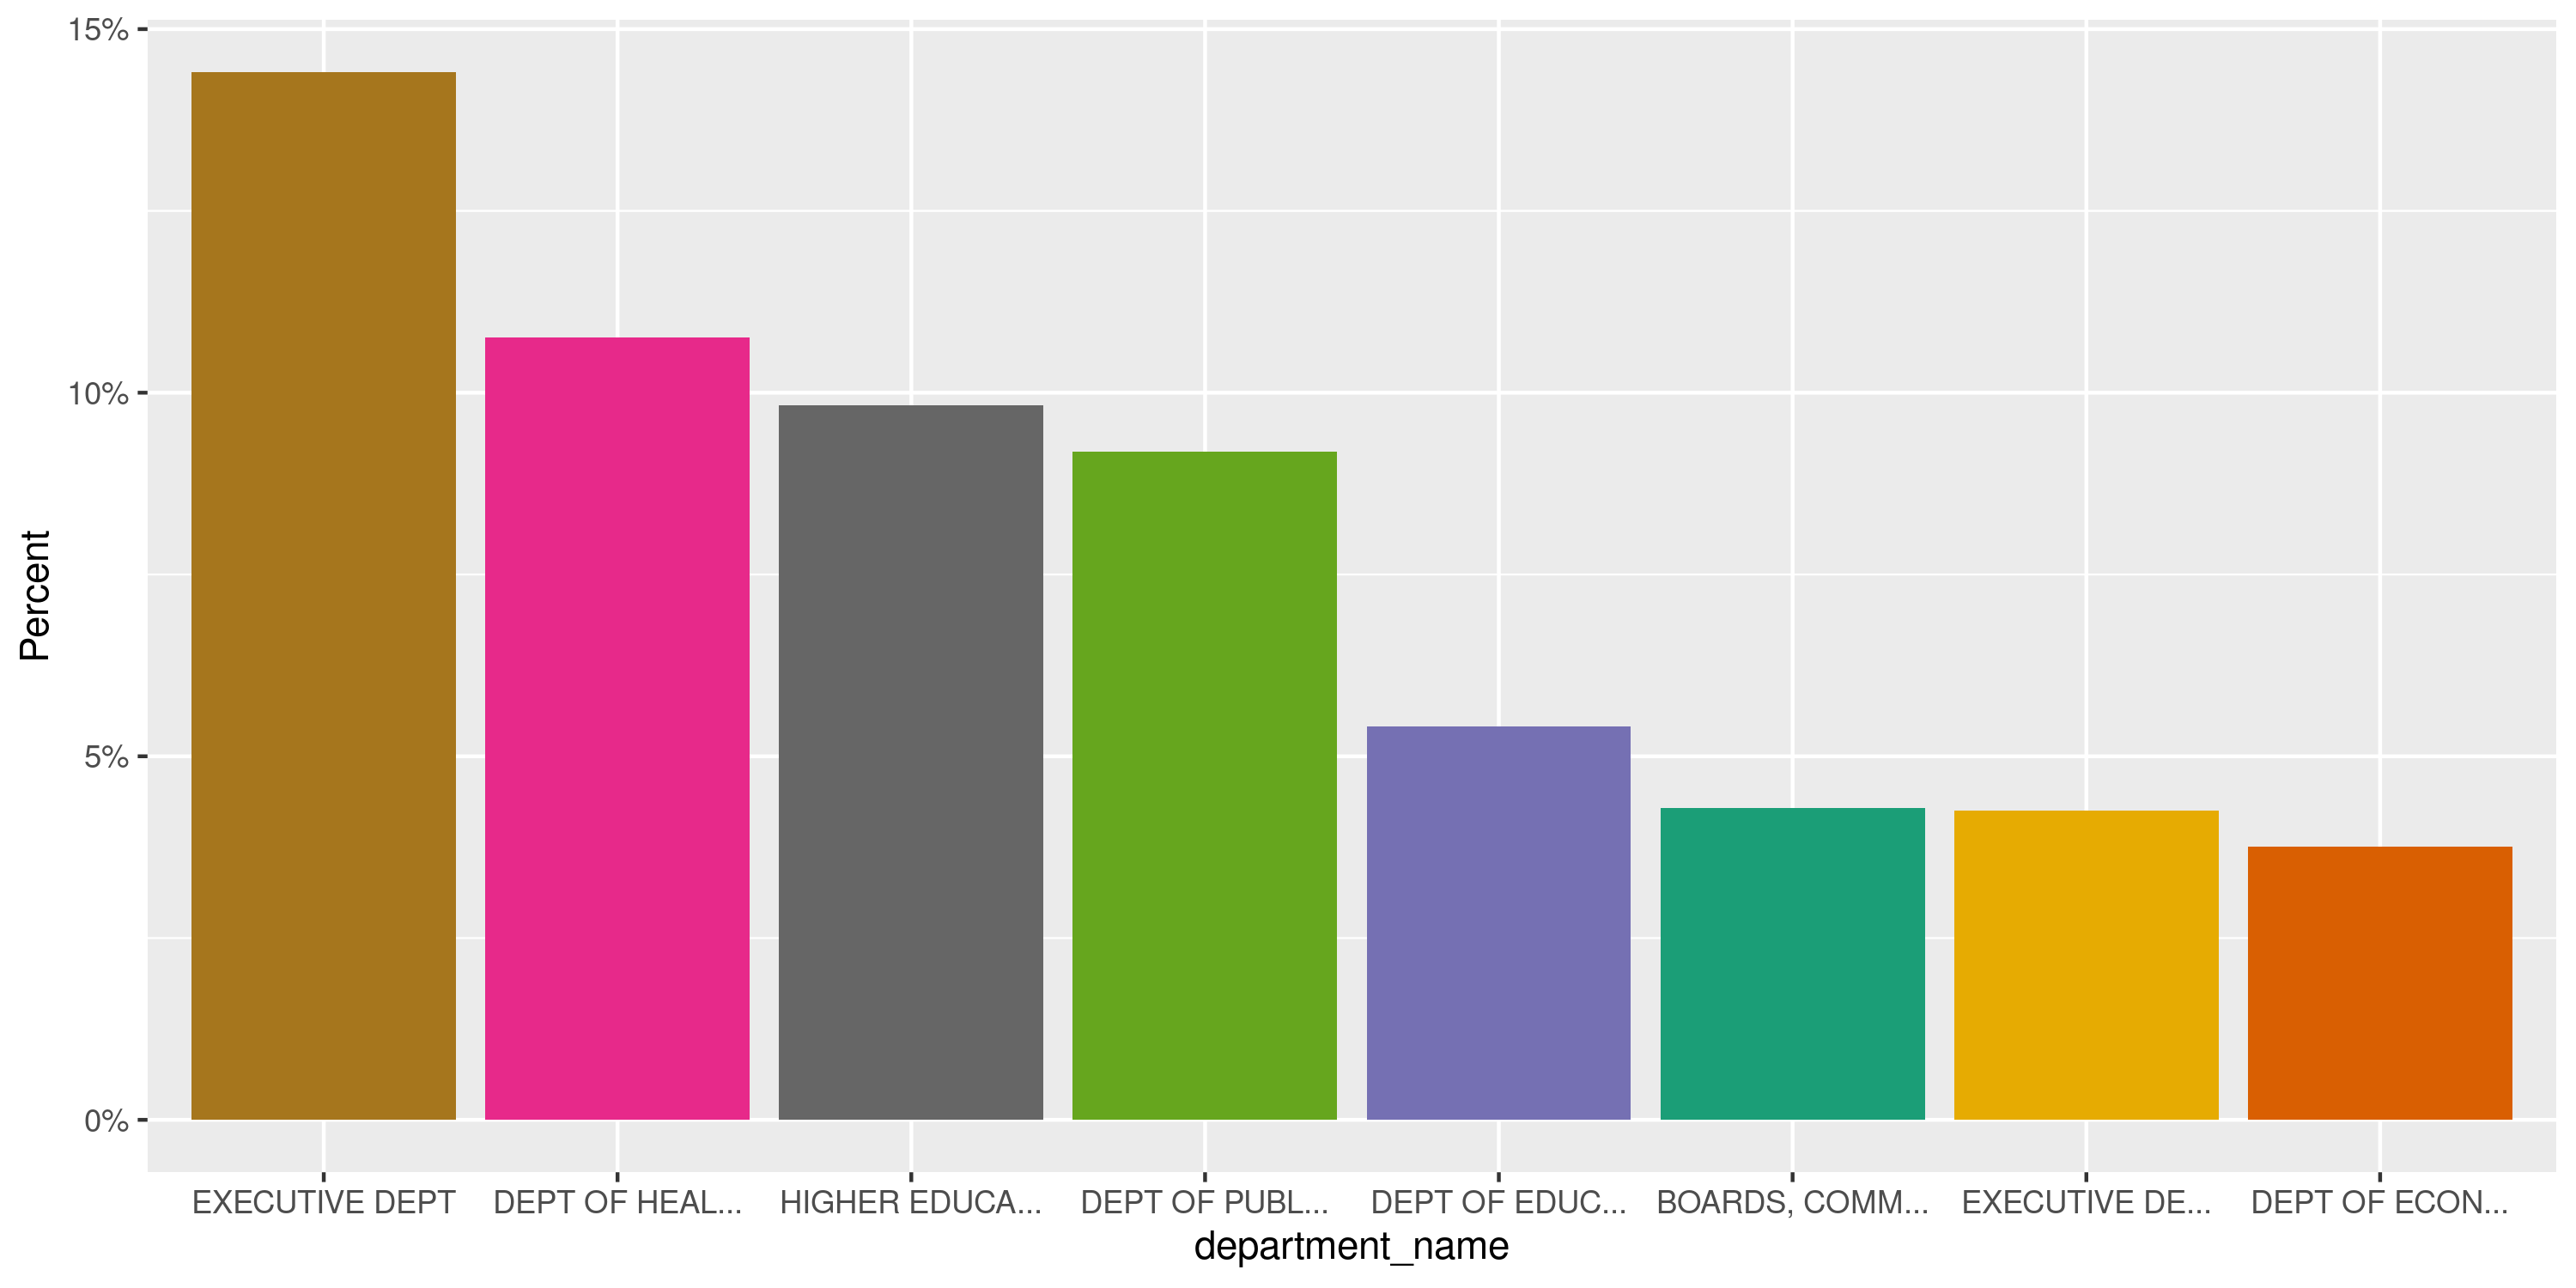 15%
10%
5%
0%
Percent
EXECUTIVE DEPT DEPT OF HEAL... HIGHER EDUCA... DEPT OF PUBL... DEPT OF EDUC... BOARDS, COMM... EXECUTIVE DE... DEPT OF ECON...
department_name